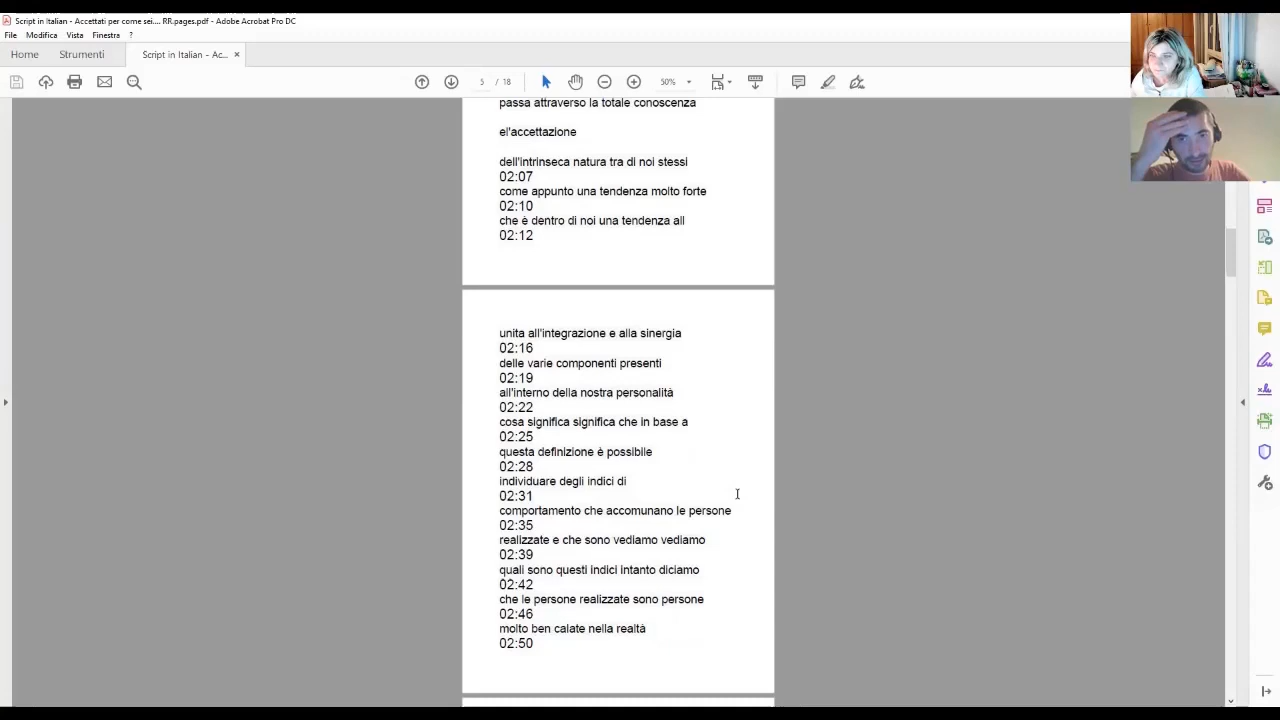 Script in Italian - Accettati per come sei.... RR.pages.pdf - Adobe Acrobat Pro DC
File Modifica Vista Finestra ?
Home Strumenti Script in Italian - Ac... ×
5 / 18 50%
passa attraverso la totale conoscenza
el'accettazione
dell'intrinseca natura tra di noi stessi
02:07
come appunto una tendenza molto forte
02:10
che è dentro di noi una tendenza all
02:12
unita all'integrazione e alla sinergia
02:16
delle varie componenti presenti
02:19
all'interno della nostra personalità
02:22
cosa significa significa che in base a
02:25
questa definizione è possibile
02:28
individuare degli indici di
02:31
comportamento che accomunano le persone
02:35
realizzate e che sono vediamo vediamo
02:39
quali sono questi indici intanto diciamo
02:42
che le persone realizzate sono persone
02:46
molto ben calate nella realtà
02:50